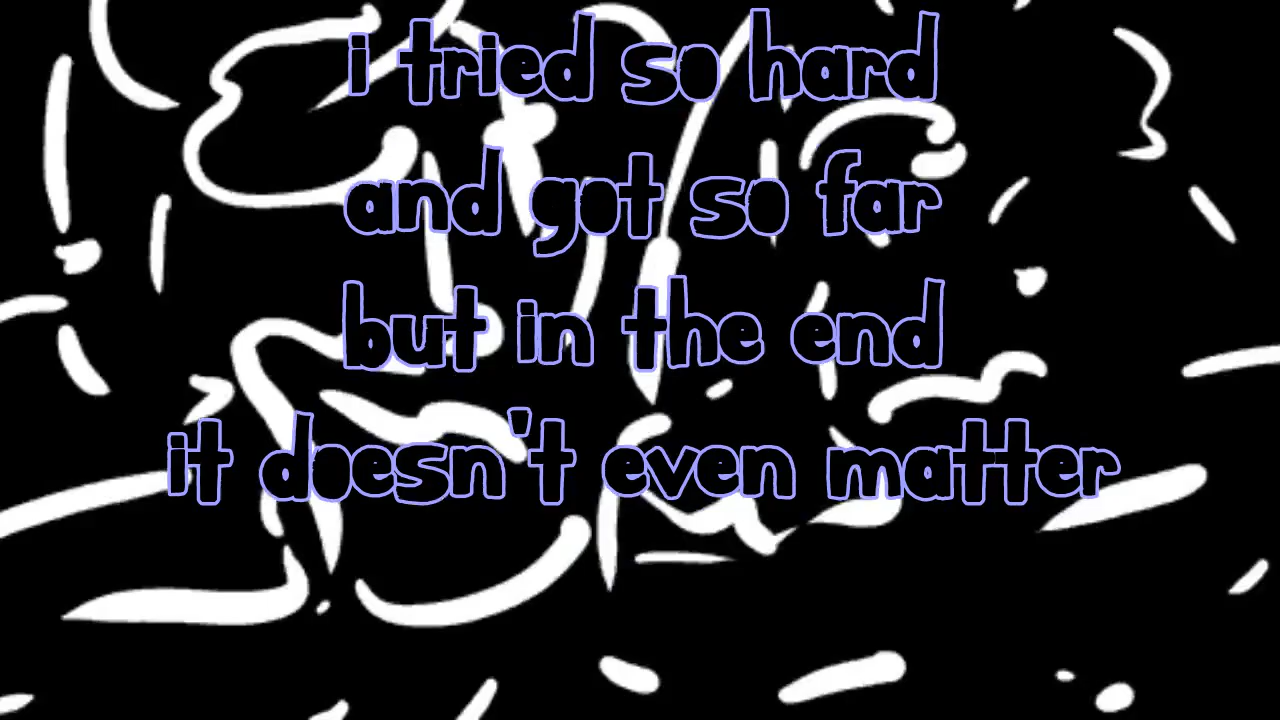 i tried so hard
and got so far
but in the end
it doesn't even matter